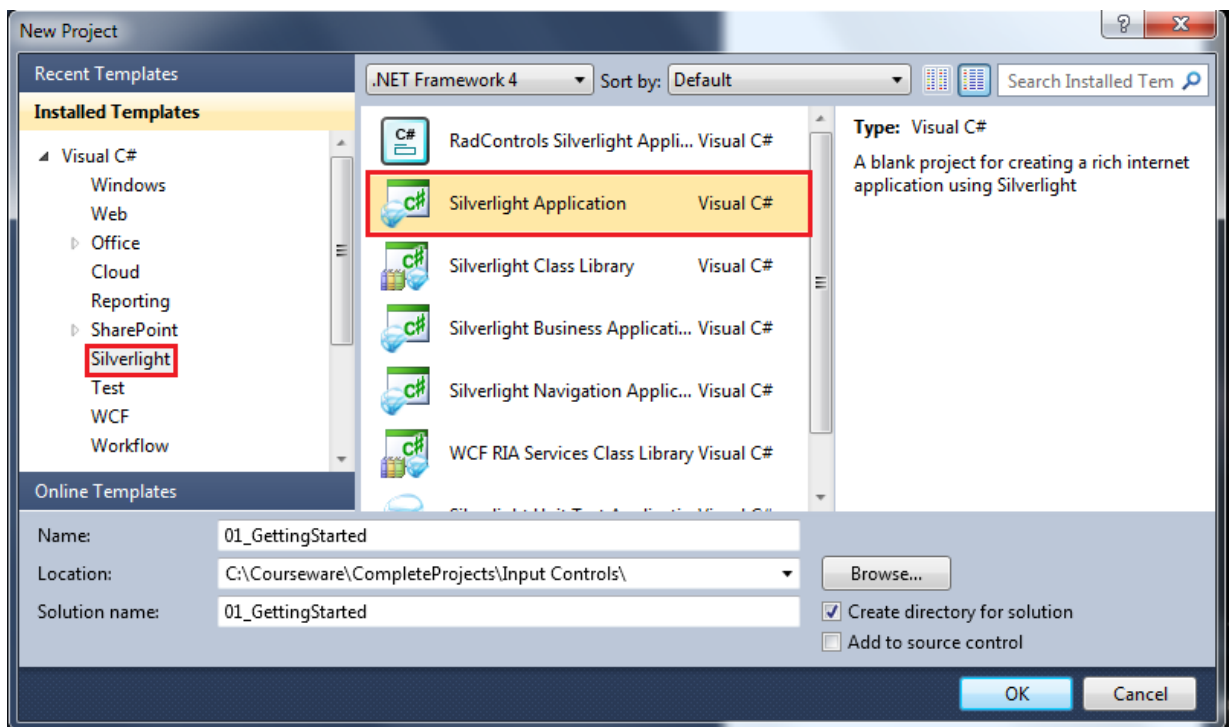 New Project
Recent Templates
Installed Templates
Visual C#
Windows
Web
Office
Cloud
Reporting
SharePoint
Silverlight
Test
WCF
Workflow
Online Templates
.NET Framework 4
Sort by: Default
Search Installed Tem
C# RadControls Silverlight Appli... Visual C#
C# Silverlight Application Visual C#
C# Silverlight Class Library Visual C#
C# Silverlight Business Applicati... Visual C#
C# Silverlight Navigation Applic... Visual C#
C# WCF RIA Services Class Library Visual C#
Type: Visual C#
A blank project for creating a rich internet
application using Silverlight
Name: 01_GettingStarted
Location: C:\Courseware\CompleteProjects\Input Controls\
Browse...
Solution name: 01_GettingStarted
Create directory for solution
Add to source control
OK
Cancel